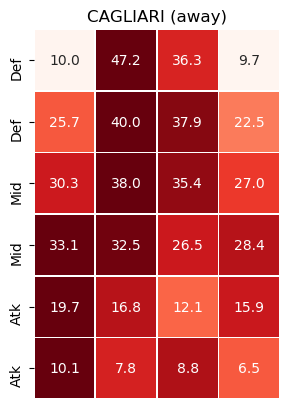 CAGLIARI (away)
Def 10.0 47.2 36.3 9.7
Def 25.7 40.0 37.9 22.5
Mid 30.3 38.0 35.4 27.0
Mid 33.1 32.5 26.5 28.4
Atk 19.7 16.8 12.1 15.9
Atk 10.1 7.8 8.8 6.5